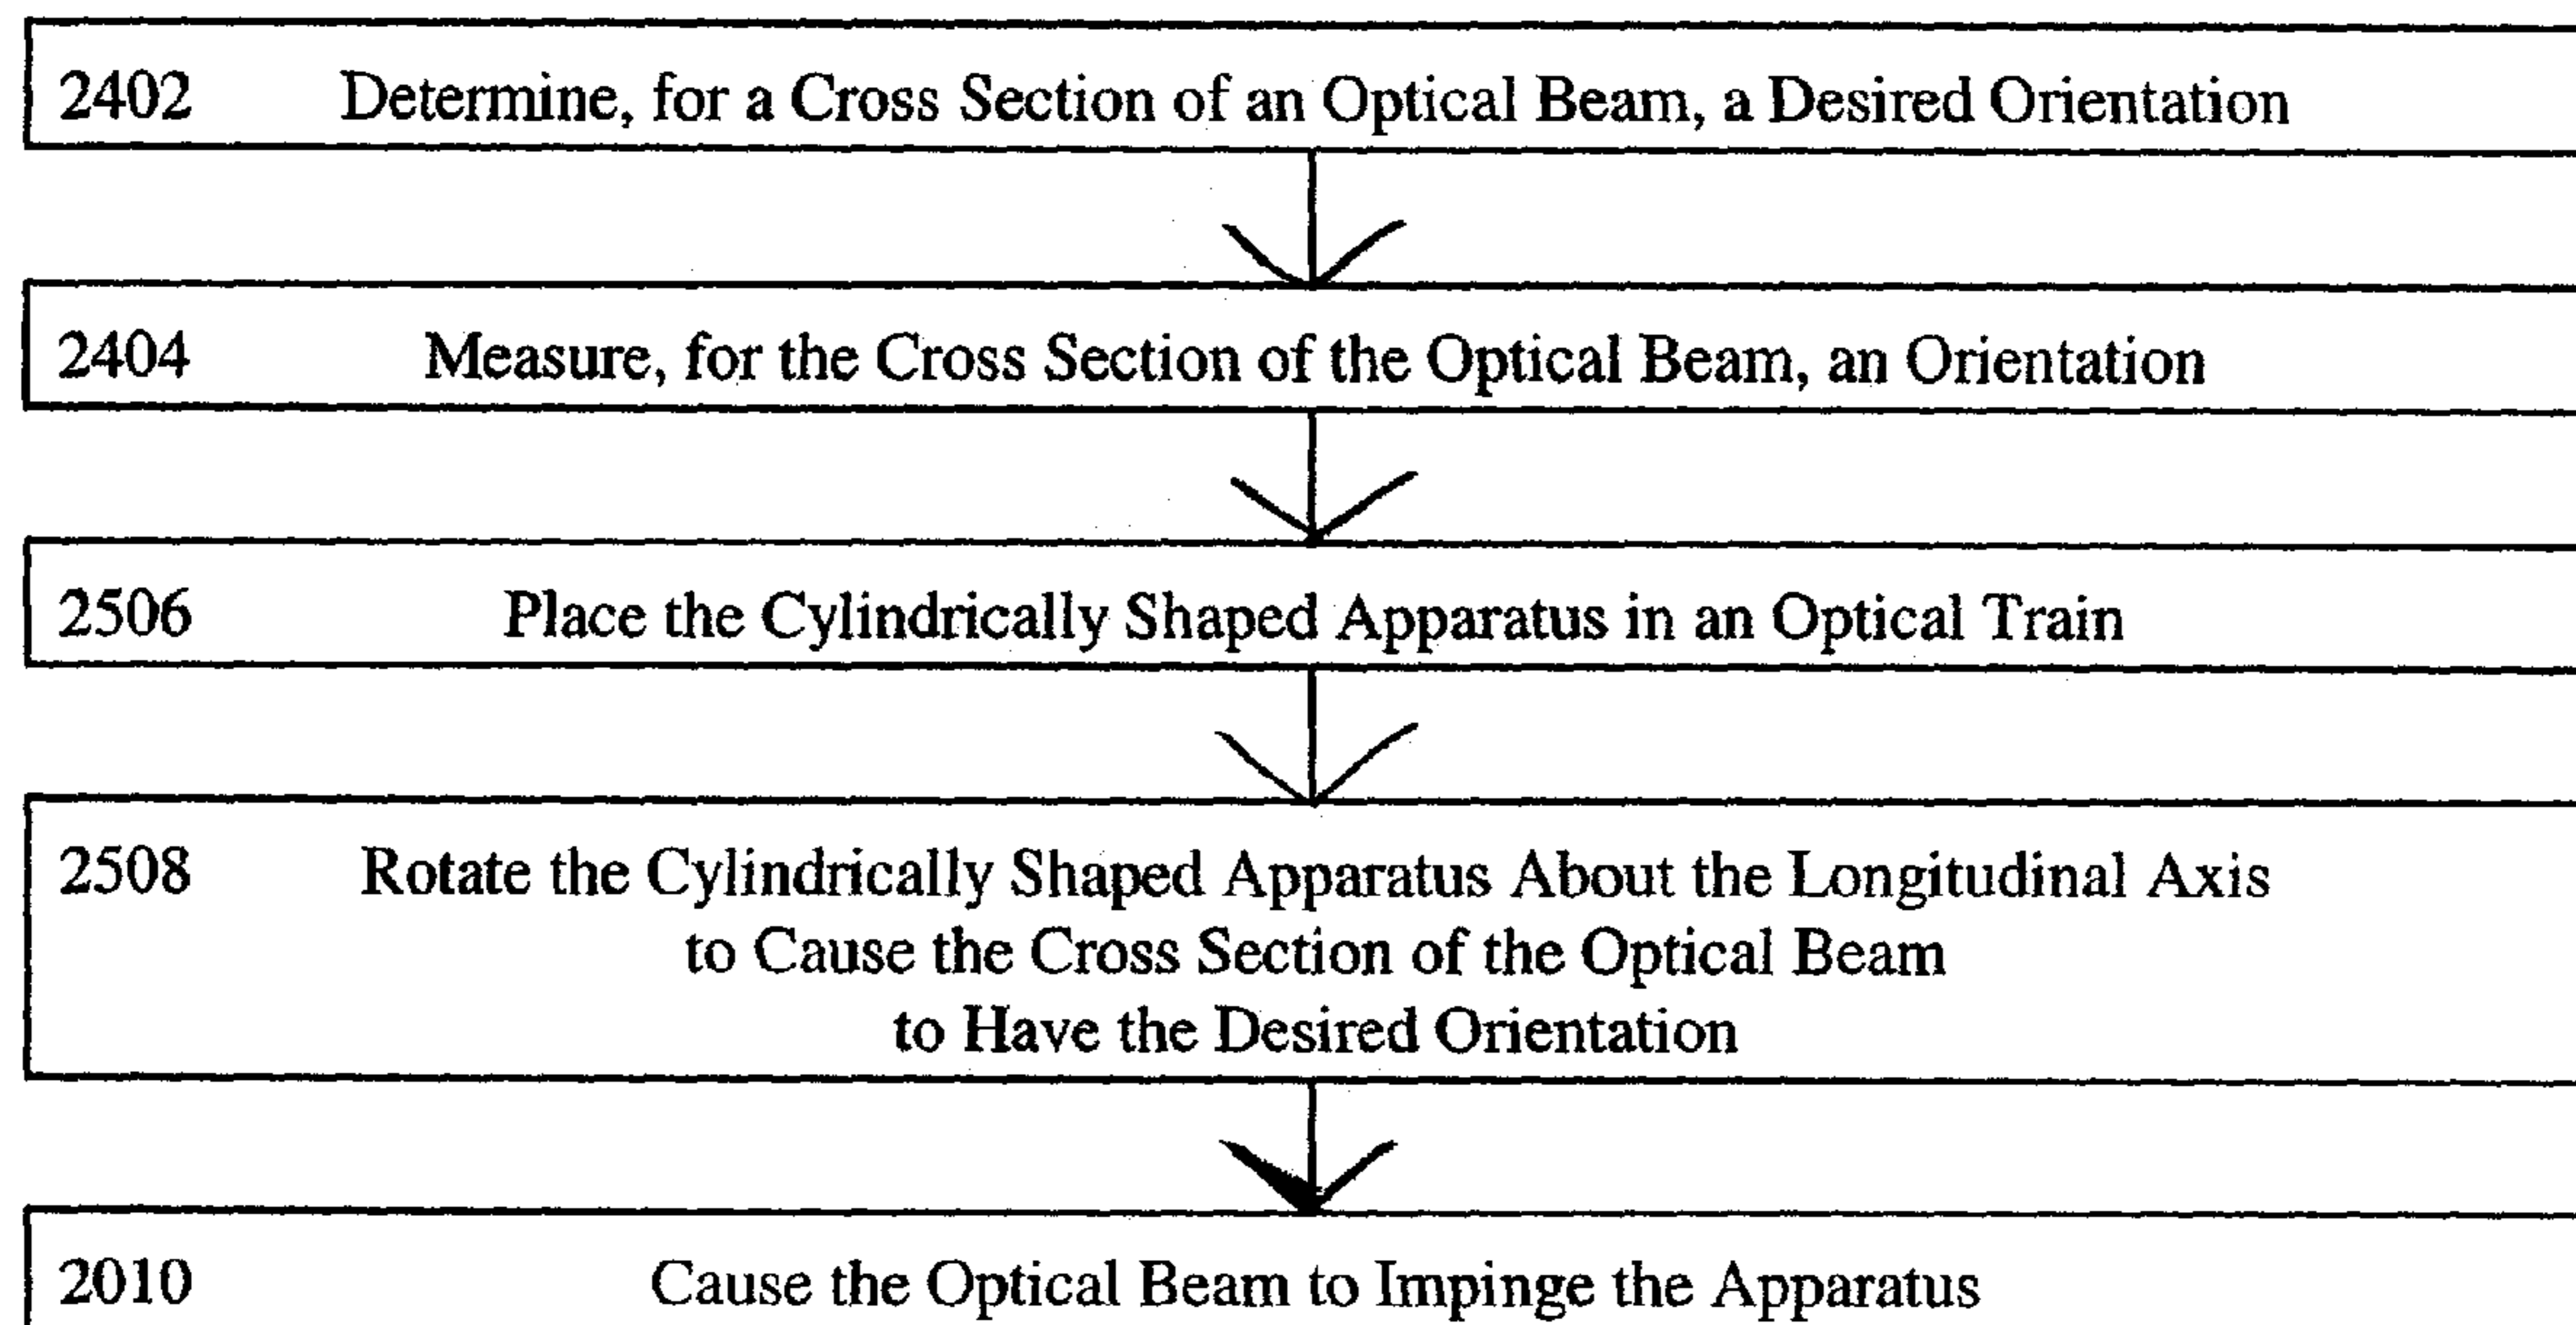 2402 Determine, for a Cross Section of an Optical Beam, a Desired Orientation
2404 Measure, for the Cross Section of the Optical Beam, an Orientation
2506 Place the Cylindrically Shaped Apparatus in an Optical Train
2508 Rotate the Cylindrically Shaped Apparatus About the Longitudinal Axis
to Cause the Cross Section of the Optical Beam
to Have the Desired Orientation
2010 Cause the Optical Beam to Impinge the Apparatus